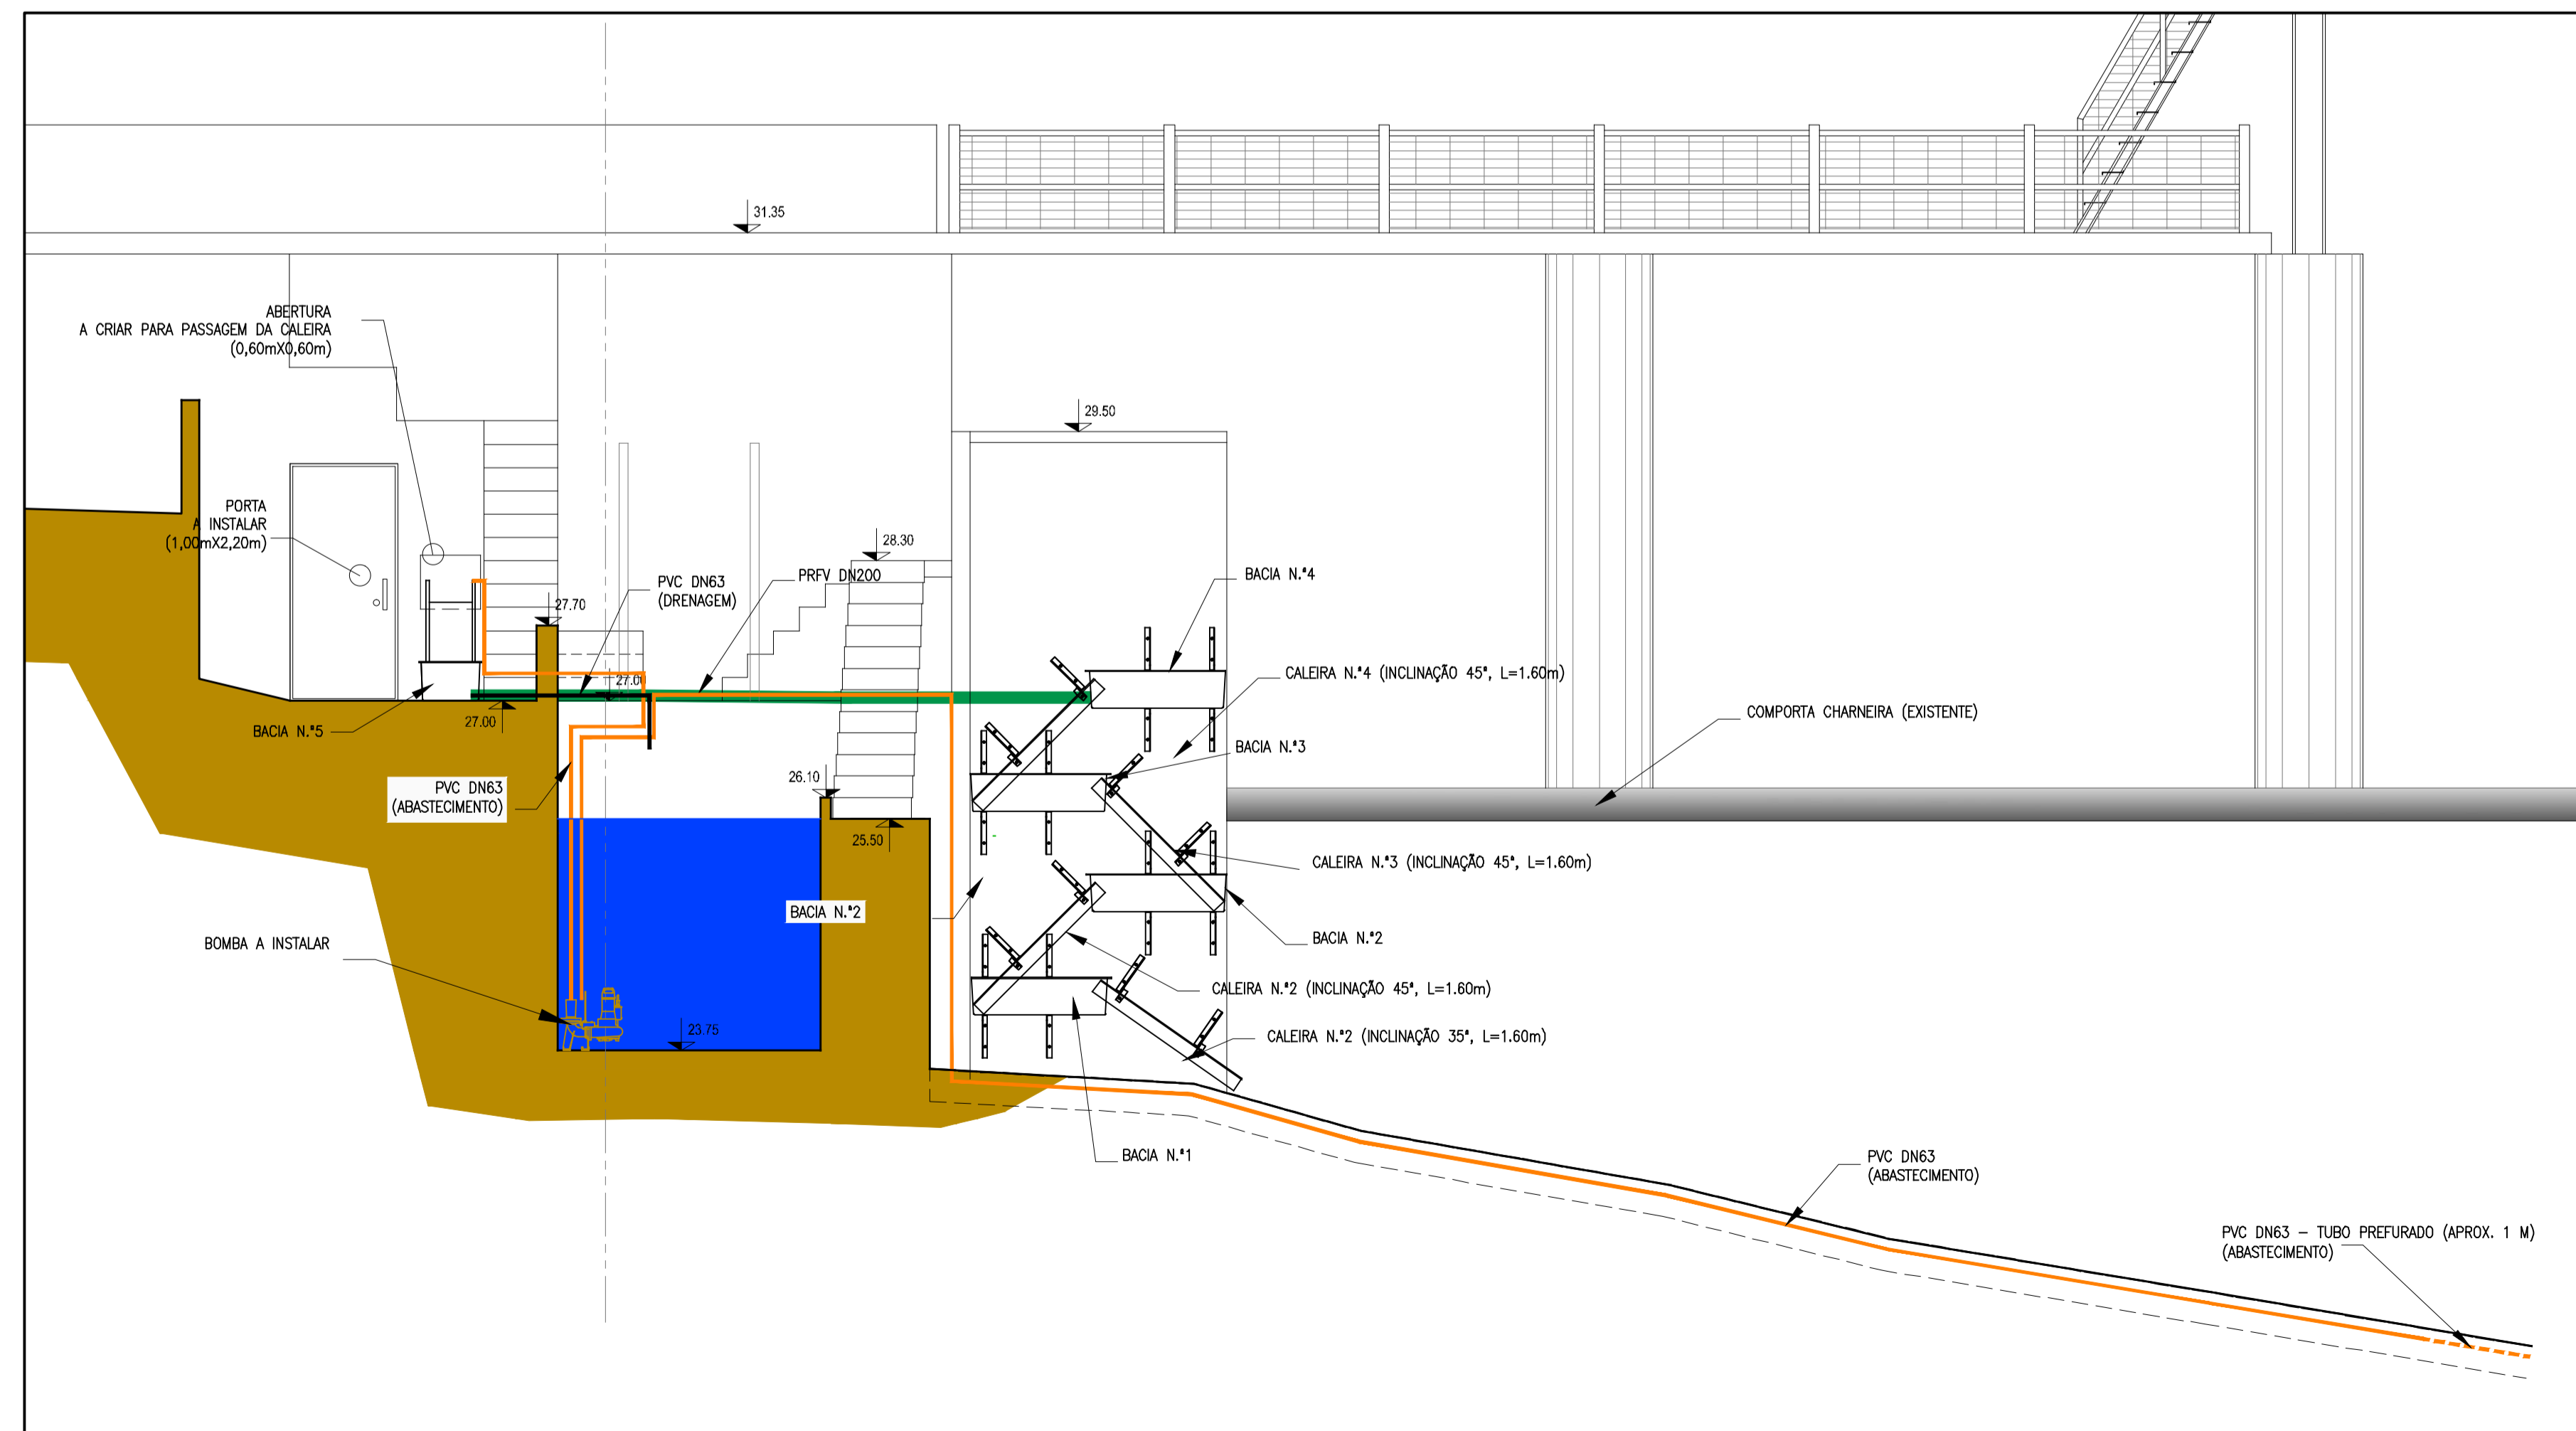 31.35
ABERTURA
A CRIAR PARA PASSAGEM DA CALEIRA
(0,60mX0,60m)
29.50
PORTA
A INSTALAR
(1,00mX2,20m)
28.30
27.70
PVC DN63
(DRENAGEM)
PRFV DN200
BACIA N.º4
CALEIRA N.º4 (INCLINAÇÃO 45º, L=1.60m)
27.00
27.00
BACIA N.º5
COMPORTA CHARNEIRA (EXISTENTE)
BACIA N.º3
26.10
PVC DN63
(ABASTECIMENTO)
25.50
CALEIRA N.º3 (INCLINAÇÃO 45º, L=1.60m)
BACIA N.º2
BACIA N.º2
BOMBA A INSTALAR
CALEIRA N.º2 (INCLINAÇÃO 45º, L=1.60m)
23.75
CALEIRA N.º2 (INCLINAÇÃO 35º, L=1.60m)
BACIA N.º1
PVC DN63
(ABASTECIMENTO)
PVC DN63 – TUBO PREFURADO (APROX. 1 M)
(ABASTECIMENTO)